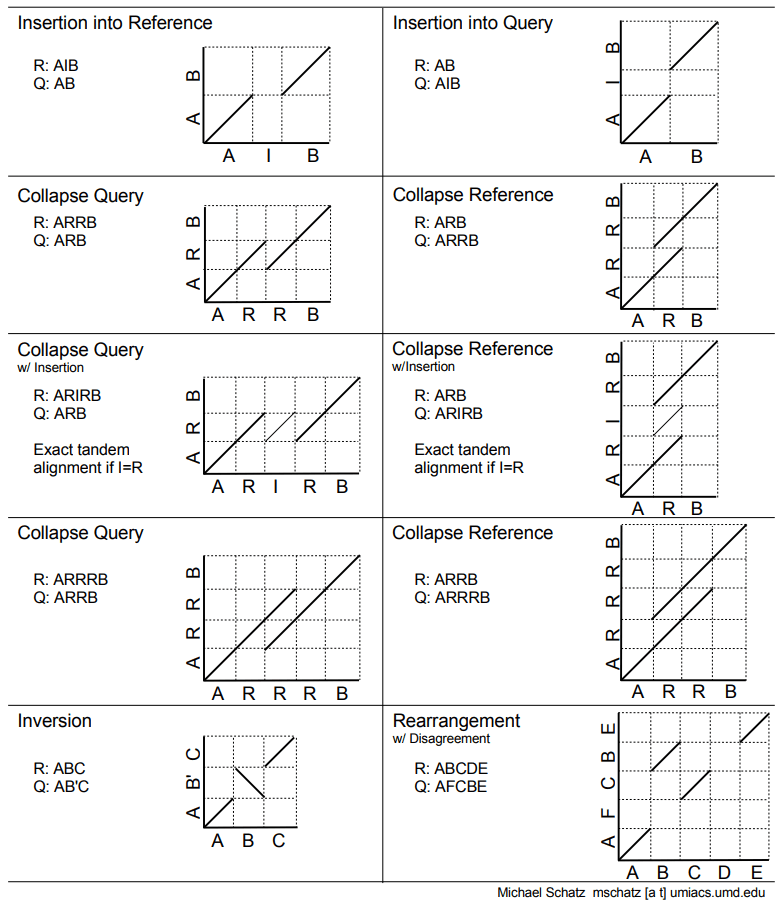 Insertion into Reference
R: AIB
Q: AB
B
A
A I B
Insertion into Query
R: AB
Q: AIB
B
I
A
A B
Collapse Query
R: ARRB
Q: ARB
B
R
A
A R R B
Collapse Reference
R: ARB
Q: ARRB
B
R
R
A
A R B
Collapse Query
w/ Insertion
R: ARIRB
Q: ARB
Exact tandem
alignment if I=R
B
R
A
A R I R B
Collapse Reference
w/Insertion
R: ARB
Q: ARIRB
Exact tandem
alignment if I=R
B
R
I
R
A
A R B
Collapse Query
R: ARRRB
Q: ARRB
B
R
R
A
A R R R B
Collapse Reference
R: ARRB
Q: ARRRB
B
R
R
R
A
A R R B
Inversion
R: ABC
Q: AB'C
C
B'
A
A B C
Rearrangement
w/ Disagreement
R: ABCDE
Q: AFCBE
E
B
C
F
A
A B C D E
Michael Schatz mschatz [a t] umiacs.umd.edu